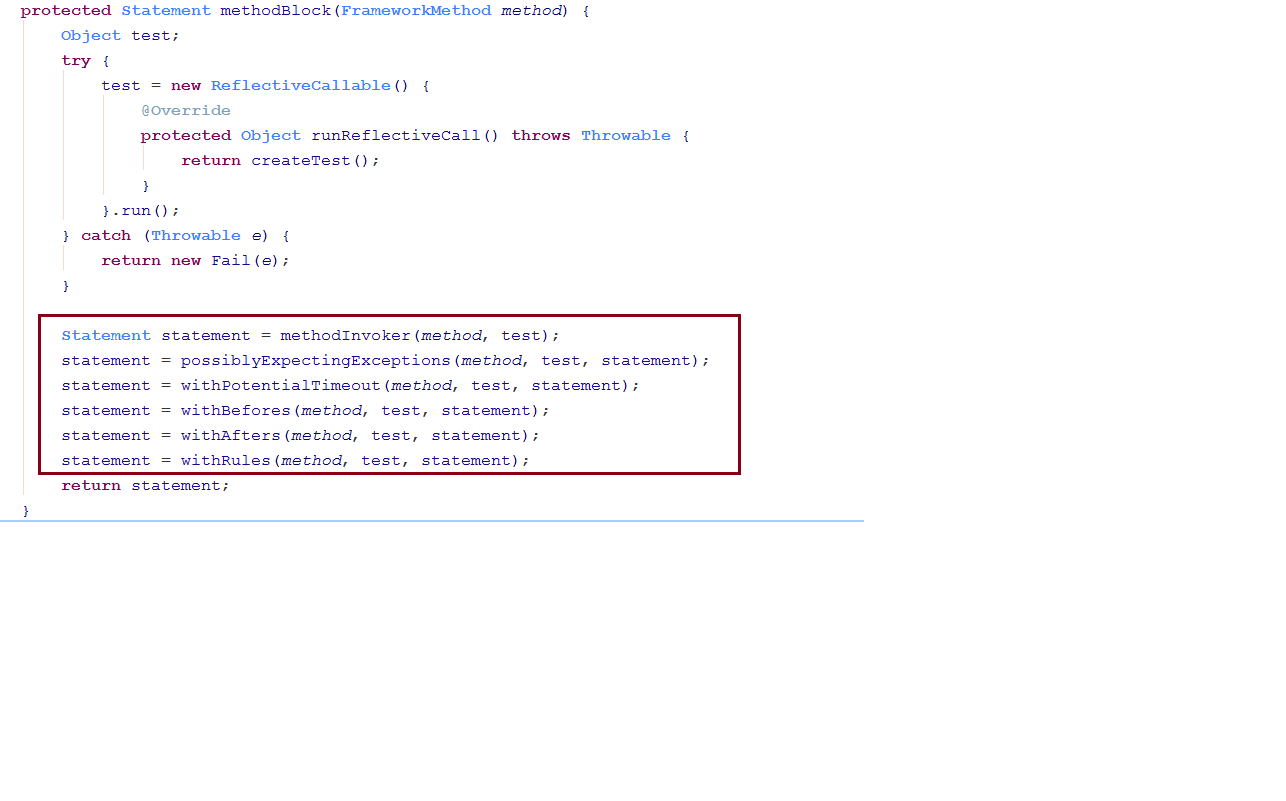 protected Statement methodBlock(FrameworkMethod method) {
    Object test;
    try {
        test = new ReflectiveCallable() {
            @Override
            protected Object runReflectiveCall() throws Throwable {
                return createTest();
            }
        }.run();
    } catch (Throwable e) {
        return new Fail(e);
    }
    Statement statement = methodInvoker(method, test);
    statement = possiblyExpectingExceptions(method, test, statement);
    statement = withPotentialTimeout(method, test, statement);
    statement = withBefores(method, test, statement);
    statement = withAfters(method, test, statement);
    statement = withRules(method, test, statement);
    return statement;
}